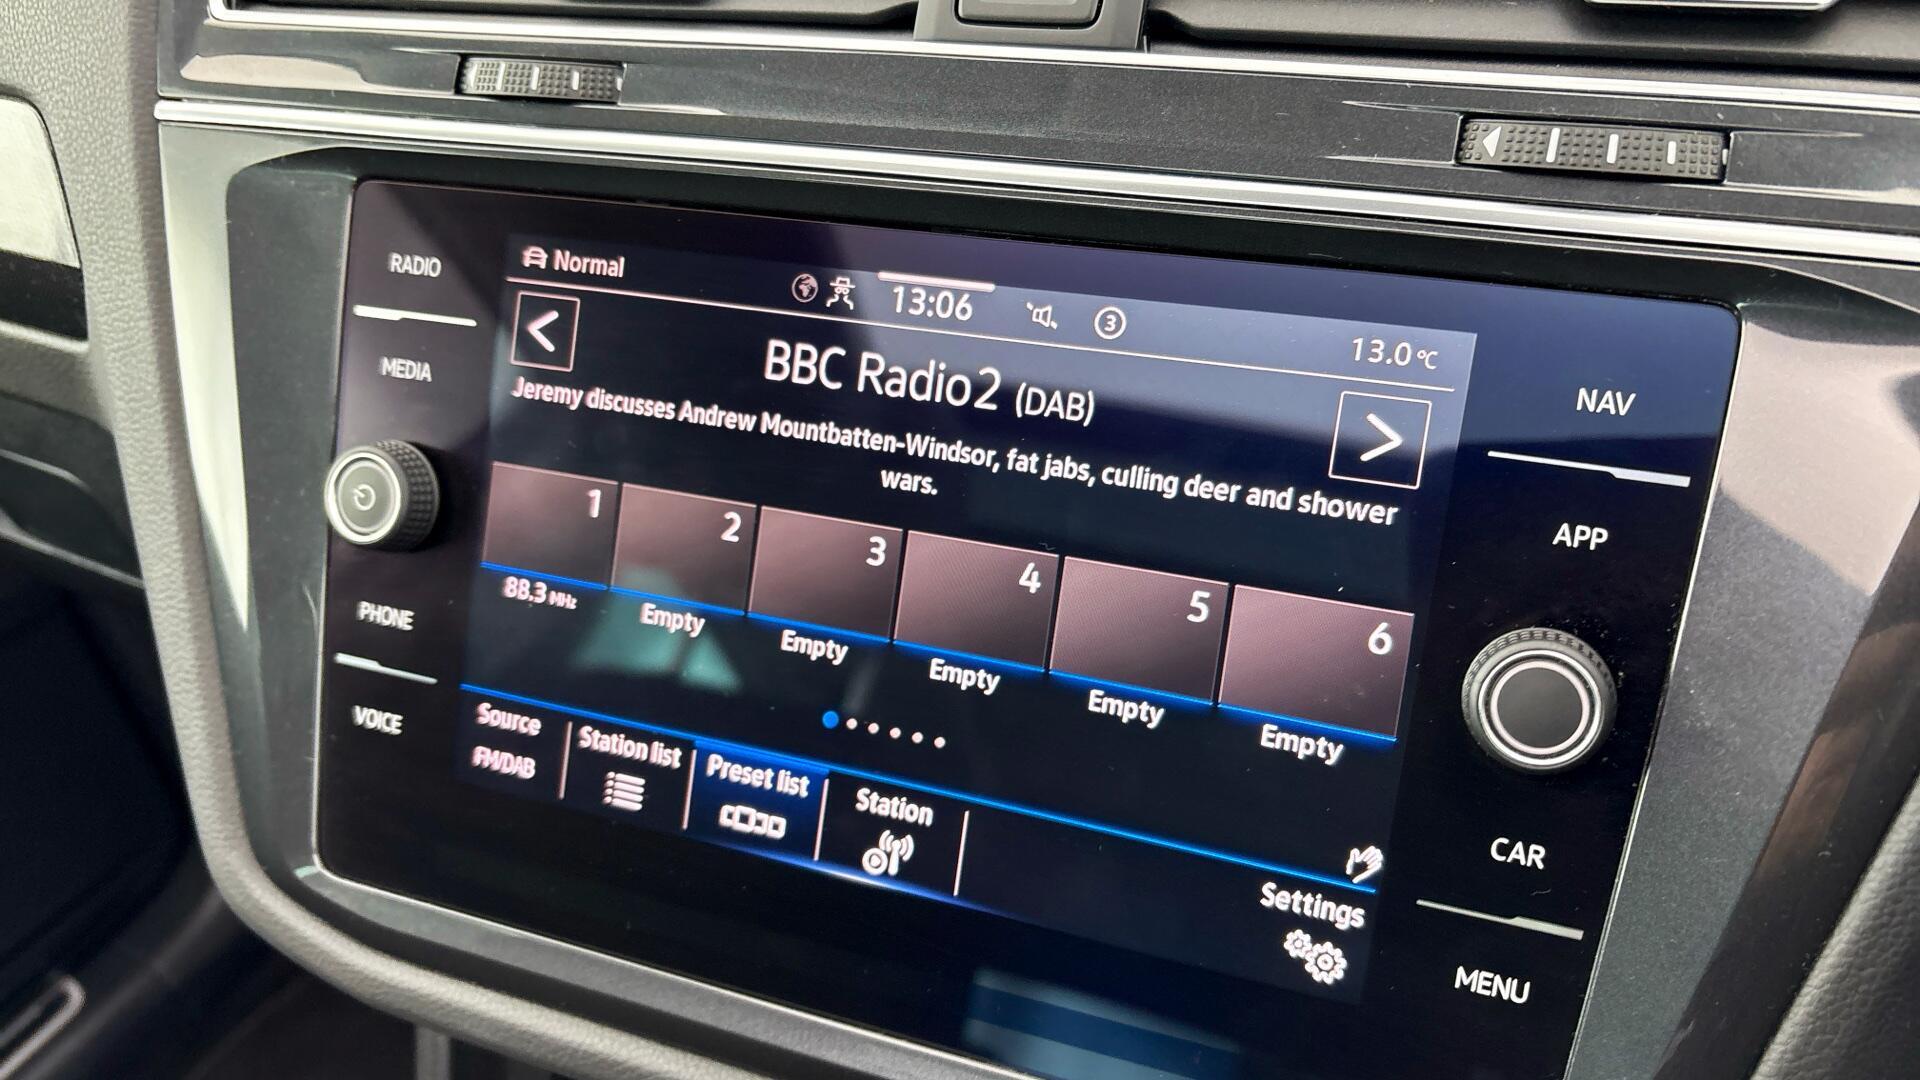 RADIO
MEDIA
PHONE
VOICE
Normal
13:06
3
13.0 °C
BBC Radio2 (DAB)
Jeremy discusses Andrew Mountbatten-Windsor, fat jabs, culling deer and shower
wars.
1
2
3
4
5
6
88.3 MHz
Empty
Empty
Empty
Empty
Empty
Source
FM/DAB
Station list
Preset list
Station
Settings
NAV
APP
CAR
MENU